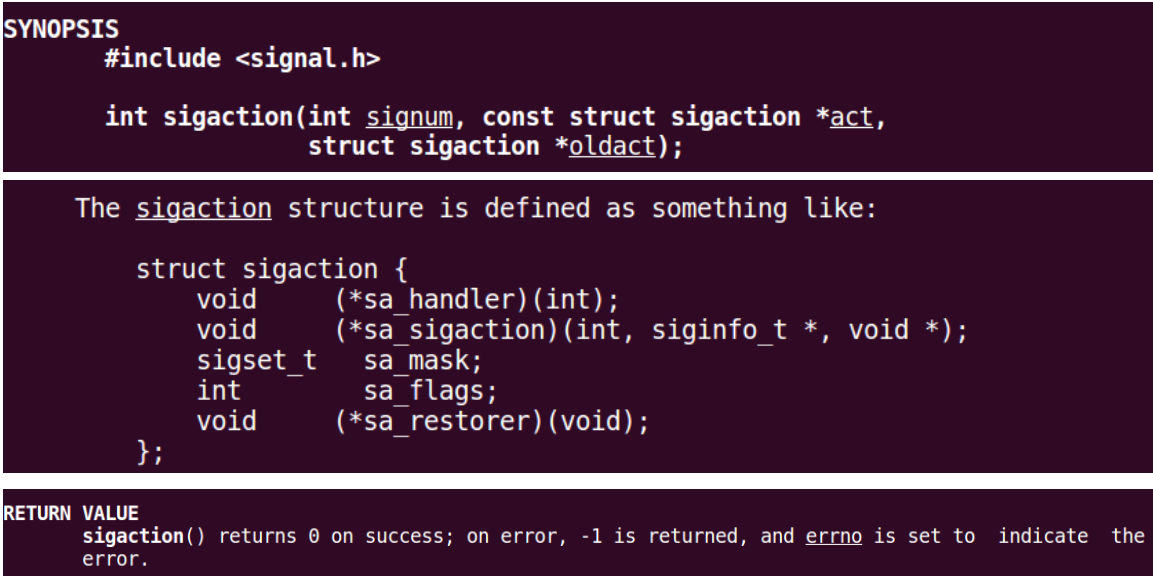 SYNOPSIS
#include <signal.h>
int sigaction(int signum, const struct sigaction *act,
struct sigaction *oldact);
The sigaction structure is defined as something like:
struct sigaction {
void (*sa_handler)(int);
void (*sa_sigaction)(int, siginfo_t *, void *);
sigset_t sa_mask;
int sa_flags;
void (*sa_restorer)(void);
};
RETURN VALUE
sigaction() returns 0 on success; on error, -1 is returned, and errno is set to indicate the
error.